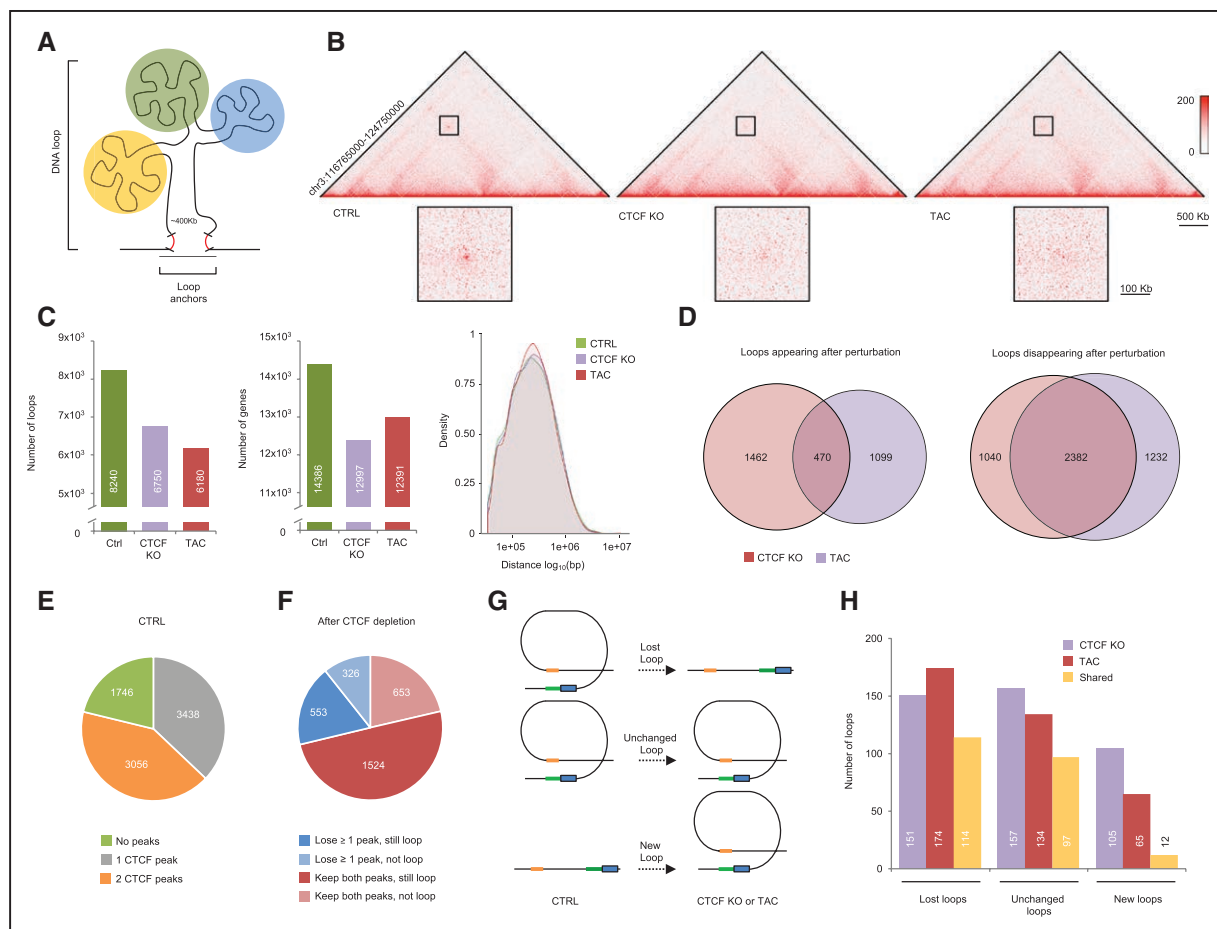 A
DNA loop
~400Kb
Loop
anchors
B
chr3:116765000-124750000
200
0
CTRL
CTCF KO
TAC
500 Kb
100 Kb
C
Number of loops
9x10³
8x10³
7x10³
6x10³
5x10³
0
8240
6750
6180
Ctrl
CTCF
KO
TAC
Number of genes
15x10³
14x10³
13x10³
12x10³
11x10³
0
14386
12997
12391
Ctrl
CTCF
KO
TAC
Density
1
0.75
0.50
0.25
0
1e+05
1e+06
1e+07
Distance log₁₀(bp)
CTRL
CTCF KO
TAC
D
Loops appearing after perturbation
1462
470
1099
Loops disappearing after perturbation
1040
2382
1232
CTCF KO
TAC
E
CTRL
1746
3438
3056
No peaks
1 CTCF peak
2 CTCF peaks
F
After CTCF depletion
326
653
553
1524
Lose ≥ 1 peak, still loop
Lose ≥ 1 peak, not loop
Keep both peaks, still loop
Keep both peaks, not loop
G
Lost
Loop
Unchanged
Loop
New
Loop
CTRL
CTCF KO or TAC
H
Number of loops
200
150
100
50
0
CTCF KO
TAC
Shared
151
174
114
157
134
97
105
65
12
Lost loops
Unchanged
loops
New loops